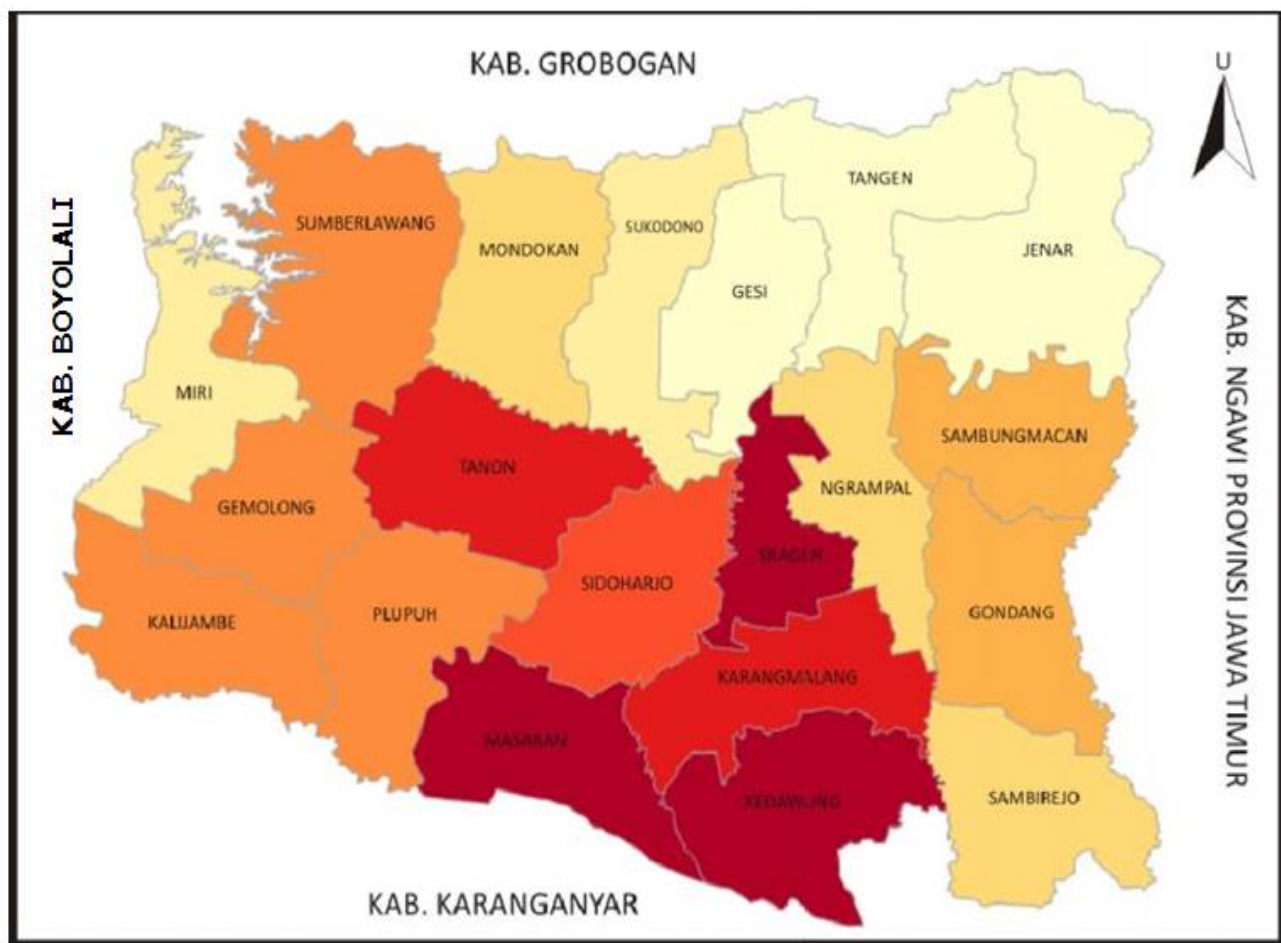 KAB. GROBOGAN
U
TANGEN
KAB. BOYOLALI
SUMBERLAWANG
SUKODONO
MONDOKAN
JENAR
GESI
KAB. NGAWI PROVINSI JAWA TIMUR
MIRI
SAMBUNGMACAN
TANON
NGRAMPAL
GEMOLONG
SRAGEN
SIDOHARJO
KALIJAMBE
PLUPUH
GONDANG
KARANGMALANG
MASARAN
KEDAWUNG
SAMBIREJO
KAB. KARANGANYAR